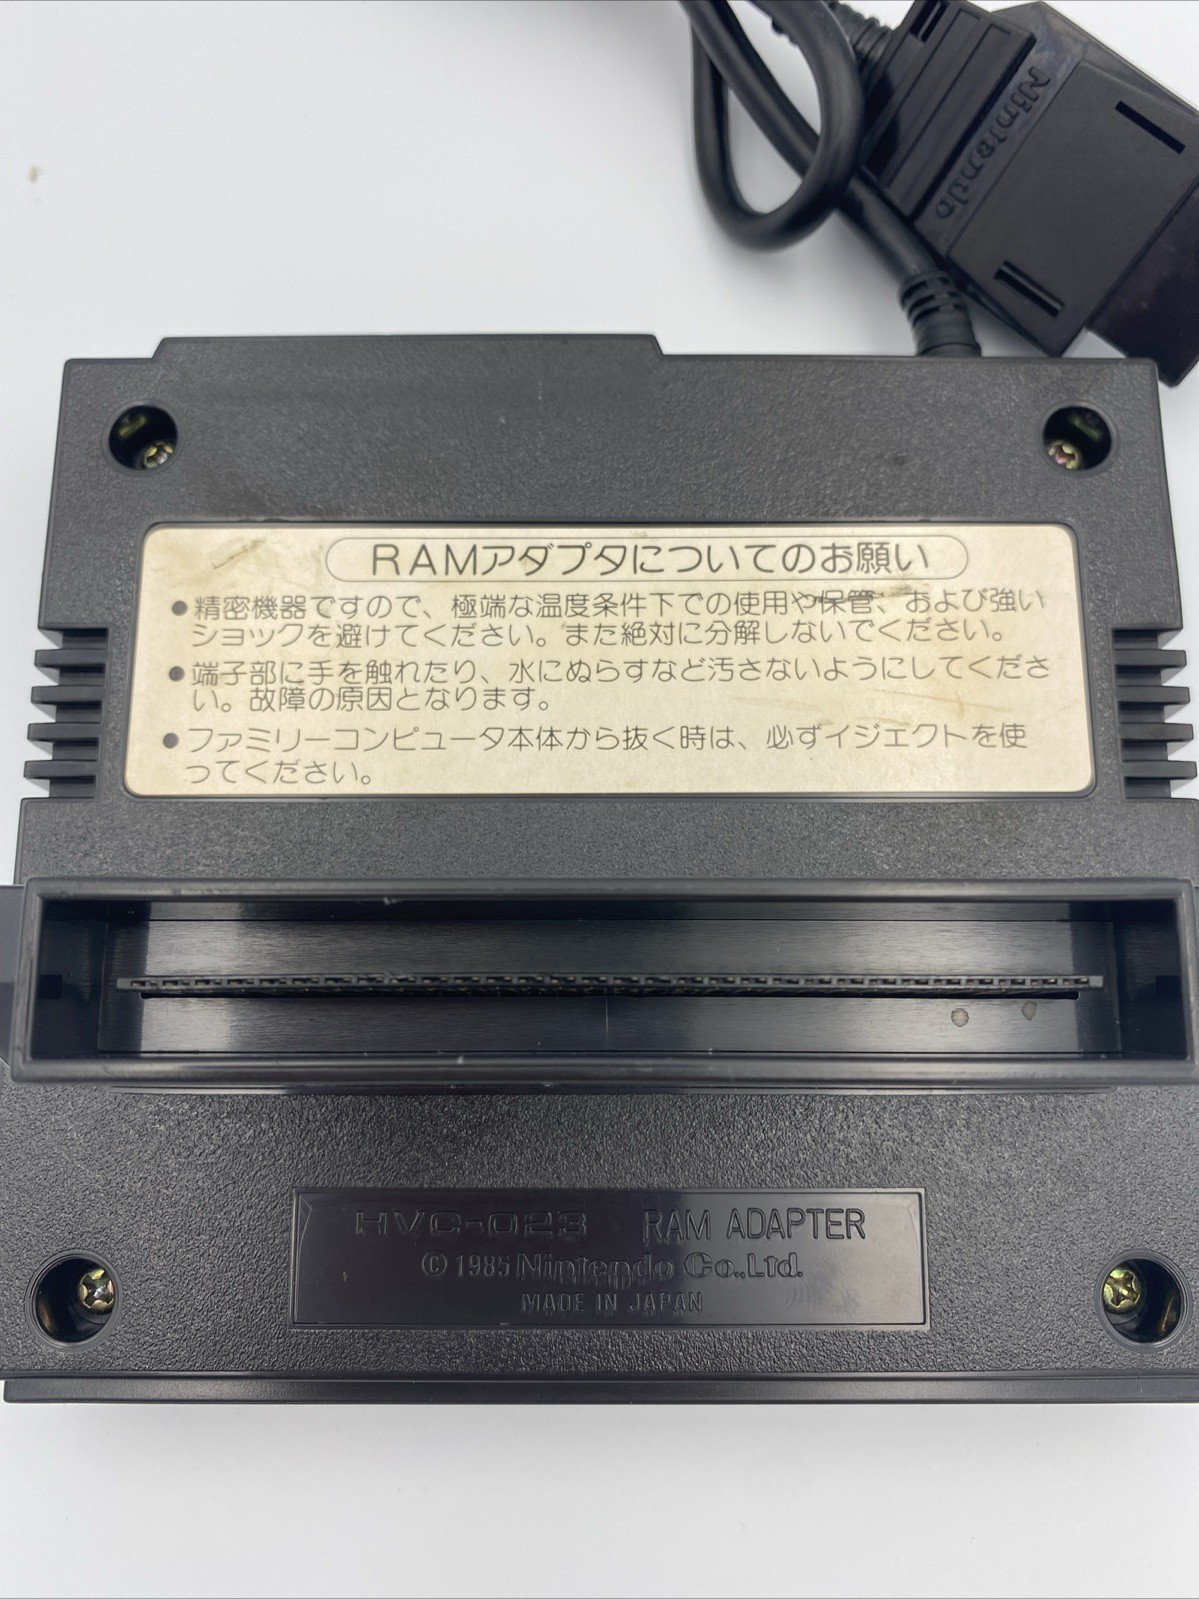 Nintendo
RAMアダプタについてのお願い
●精密機器ですので、極端な温度条件下での使用や保管、および強い
ショックを避けてください。また絶対に分解しないでください。
●端子部に手を触れたり、水にぬらすなど汚さないようにしてくださ
い。故障の原因となります。
●ファミリーコンピュータ本体から抜く時は、必ずイジェクトを使
ってください。
HVC-023 RAM ADAPTER
© 1985 Nintendo Co.,Ltd.
MADE IN JAPAN